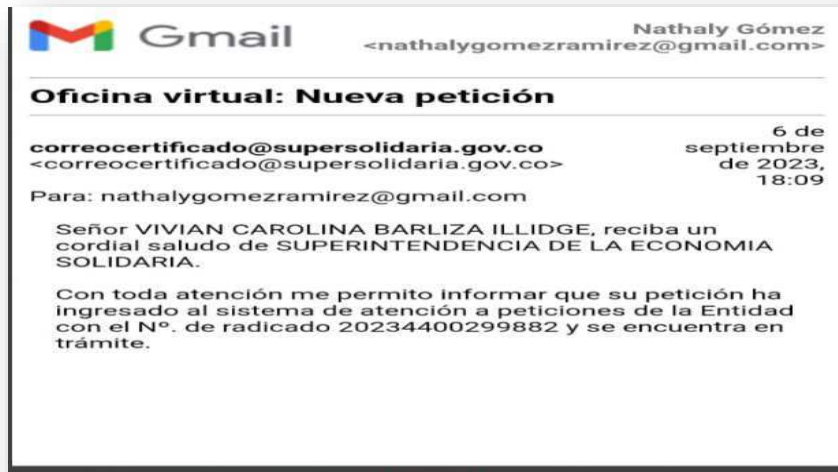 Gmail
Nathaly Gómez
<nathalygomezramirez@gmail.com>
Oficina virtual: Nueva petición
correocertificado@supersolidaria.gov.co
<correocertificado@supersolidaria.gov.co>
6 de
septiembre
de 2023,
18:09
Para: nathalygomezramirez@gmail.com
Señor VIVIAN CAROLINA BARLIZA ILLIDGE, reciba un
cordial saludo de SUPERINTENDENCIA DE LA ECONOMIA
SOLIDARIA.
Con toda atención me permito informar que su petición ha
ingresado al sistema de atención a peticiones de la Entidad
con el Nº. de radicado 20234400299882 y se encuentra en
trámite.